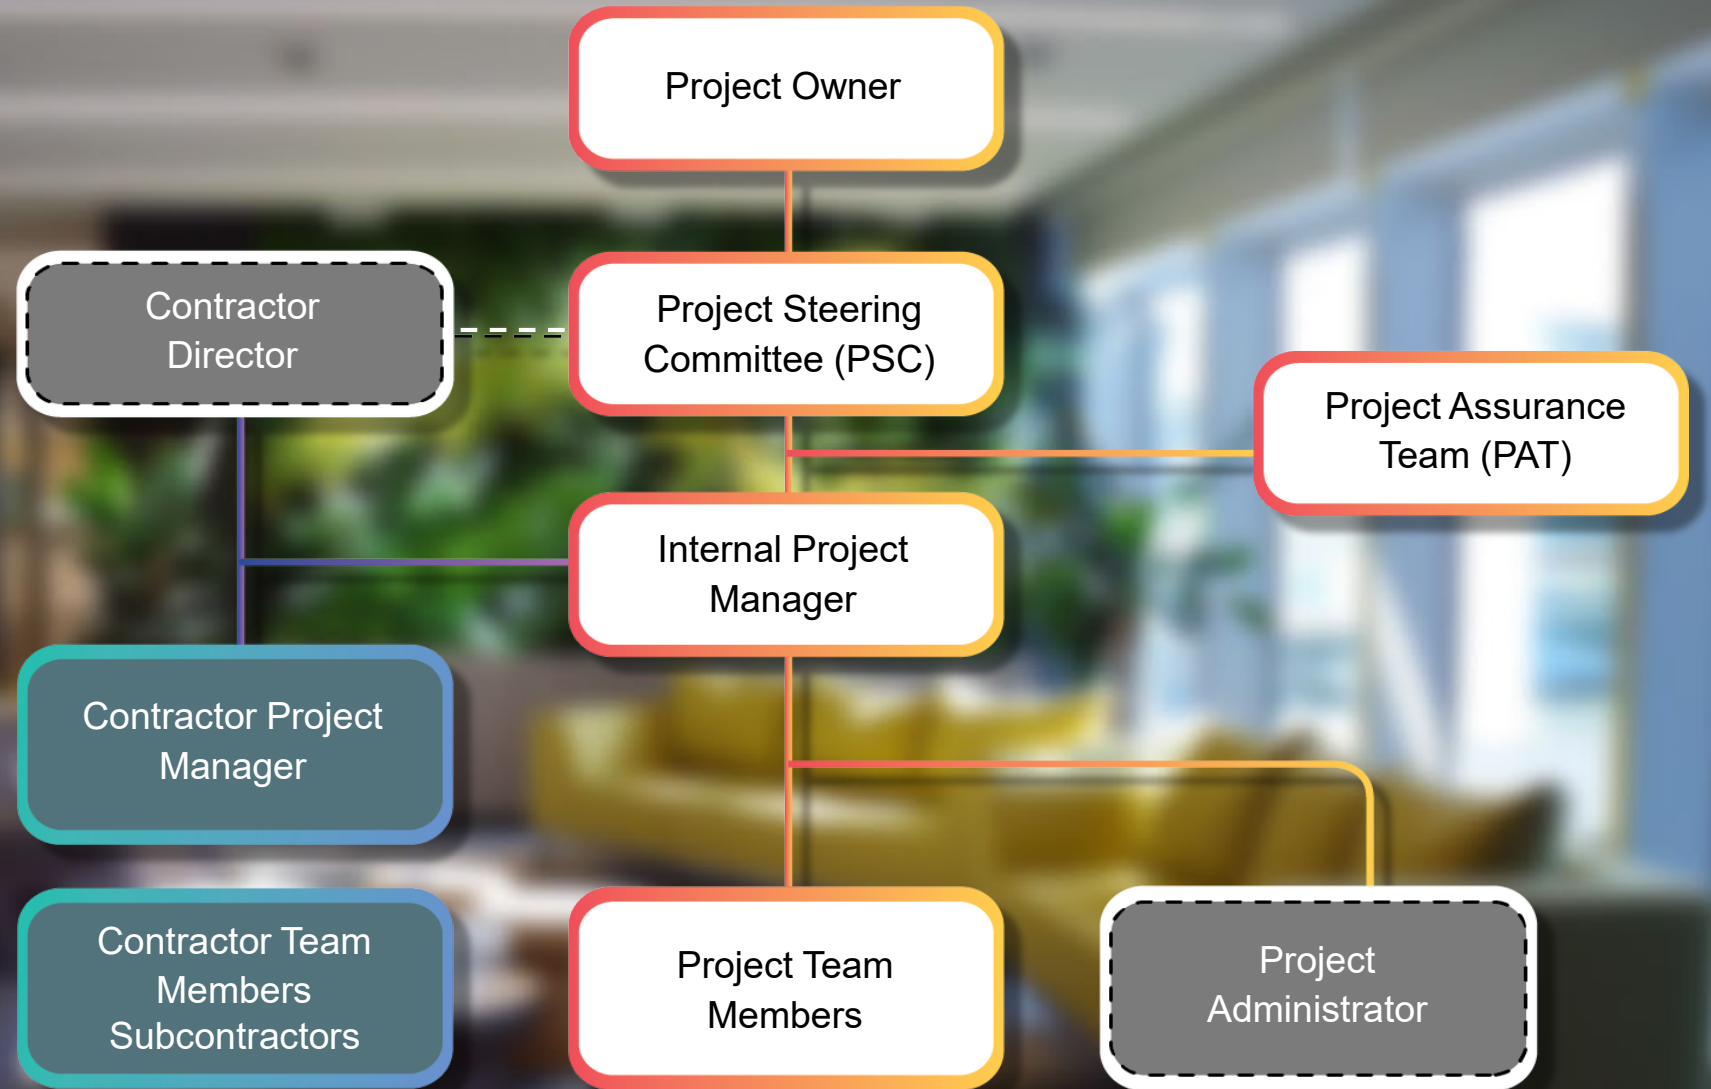 Project Owner
Contractor
Director
Project Steering
Committee (PSC)
Project Assurance
Team (PAT)
Internal Project
Manager
Contractor Project
Manager
Contractor Team
Members
Subcontractors
Project Team
Members
Project
Administrator